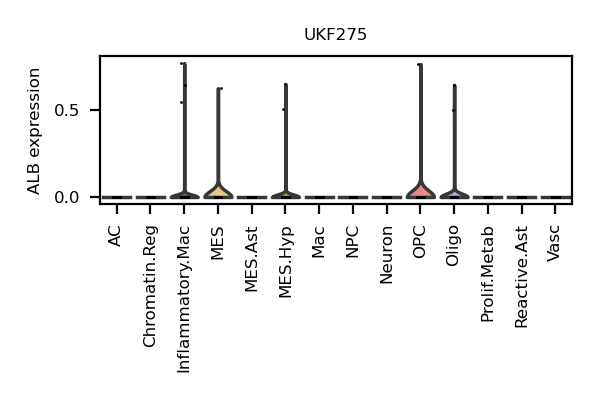 UKF275
ALB expression
0.5
0.0
AC
Chromatin.Reg
Inflammatory.Mac
MES
MES.Ast
MES.Hyp
Mac
NPC
Neuron
OPC
Oligo
Prolif.Metab
Reactive.Ast
Vasc